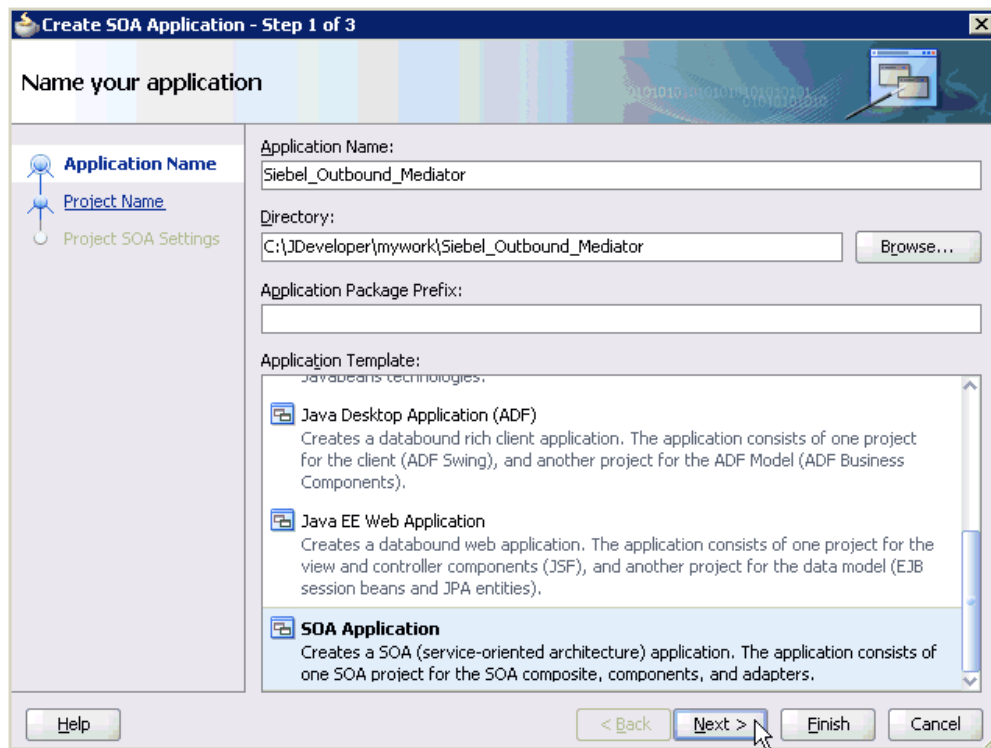 Create SOA Application - Step 1 of 3
Name your application
Application Name
Project Name
Project SOA Settings
Application Name:
Siebel_Outbound_Mediator
Directory:
C:\JDeveloper\mywork\Siebel_Outbound_Mediator
Browse...
Application Package Prefix:
Application Template:
Javabeans technologies.
Java Desktop Application (ADF)
Creates a databound rich client application. The application consists of one project
for the client (ADF Swing), and another project for the ADF Model (ADF Business
Components).
Java EE Web Application
Creates a databound web application. The application consists of one project for the
view and controller components (JSF), and another project for the data model (EJB
session beans and JPA entities).
SOA Application
Creates a SOA (service-oriented architecture) application. The application consists of
one SOA project for the SOA composite, components, and adapters.
Help
< Back
Next >
Finish
Cancel